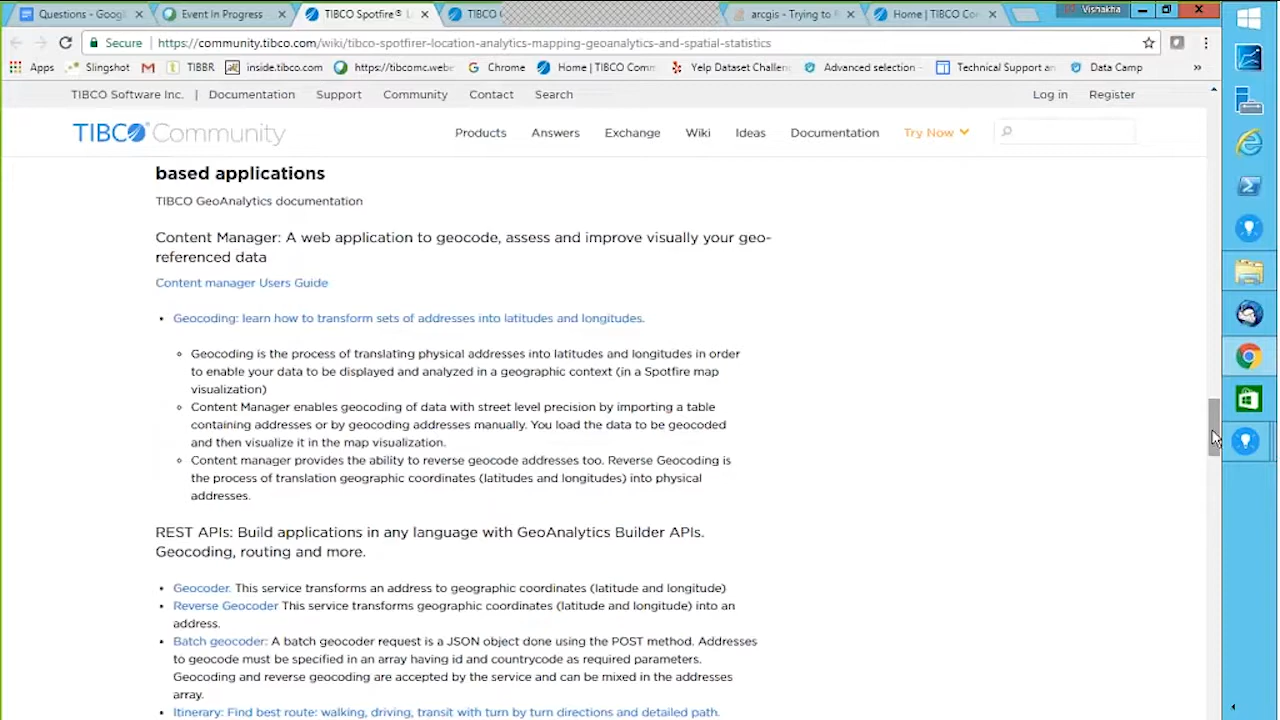 Questions - Goog
Event In Progress
TIBCO Spotfire® L
TIBCO
arcgis - Trying to
Home | TIBCO Co
Vishakha
Secure
https://community.tibco.com/wiki/tibco-spotfirer-location-analytics-mapping-geoanalytics-and-spatial-statistics
Apps
Slingshot
TIBBR
inside.tibco.com
https://tibcomc.webe
Chrome
Home | TIBCO Comm
Yelp Dataset Challen
Advanced selection -
Technical Support an
Data Camp
»
TIBCO Software Inc. | Documentation Support Community Contact Search Log in Register
TIBCO Community Products Answers Exchange Wiki Ideas Documentation Try Now
based applications
TIBCO GeoAnalytics documentation
Content Manager: A web application to geocode, assess and improve visually your geo-
referenced data
Content manager Users Guide
• Geocoding: learn how to transform sets of addresses into latitudes and longitudes.
Geocoding is the process of translating physical addresses into latitudes and longitudes in order
to enable your data to be displayed and analyzed in a geographic context (in a Spotfire map
visualization)
Content Manager enables geocoding of data with street level precision by importing a table
containing addresses or by geocoding addresses manually. You load the data to be geocoded
and then visualize it in the map visualization.
Content manager provides the ability to reverse geocode addresses too. Reverse Geocoding is
the process of translation geographic coordinates (latitudes and longitudes) into physical
addresses.
REST APIs: Build applications in any language with GeoAnalytics Builder APIs.
Geocoding, routing and more.
• Geocoder. This service transforms an address to geographic coordinates (latitude and longitude)
• Reverse Geocoder This service transforms geographic coordinates (latitude and longitude) into an
address.
• Batch geocoder: A batch geocoder request is a JSON object done using the POST method. Addresses
to geocode must be specified in an array having id and countrycode as required parameters.
Geocoding and reverse geocoding are accepted by the service and can be mixed in the addresses
array.
• Itinerary: Find best route: walking, driving, transit with turn by turn directions and detailed path.